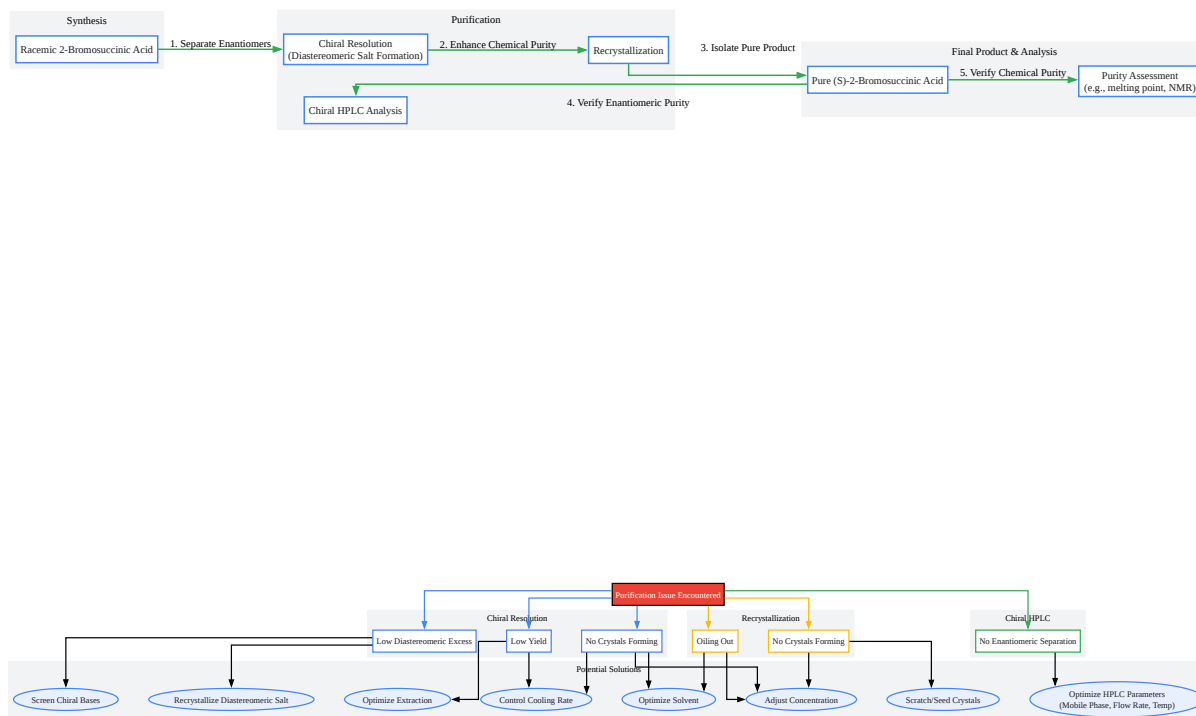 Synthesis
Purification
Racemic 2-Bromosuccinic Acid
1. Separate Enantiomers
Chiral Resolution
(Diastereomeric Salt Formation)
2. Enhance Chemical Purity
Recrystallization
3. Isolate Pure Product
Final Product & Analysis
Pure (S)-2-Bromosuccinic Acid
5. Verify Chemical Purity
Purity Assessment
(e.g., melting point, NMR)
Chiral HPLC Analysis
4. Verify Enantiomeric Purity
Purification Issue Encountered
Chiral Resolution
Recrystallization
Chiral HPLC
Low Diastereomeric Excess
Low Yield
No Crystals Forming
Oiling Out
No Crystals Forming
No Enantiomeric Separation
Potential Solutions
Screen Chiral Bases
Recrystallize Diastereomeric Salt
Optimize Extraction
Control Cooling Rate
Optimize Solvent
Adjust Concentration
Scratch/Seed Crystals
Optimize HPLC Parameters
(Mobile Phase, Flow Rate, Temp)